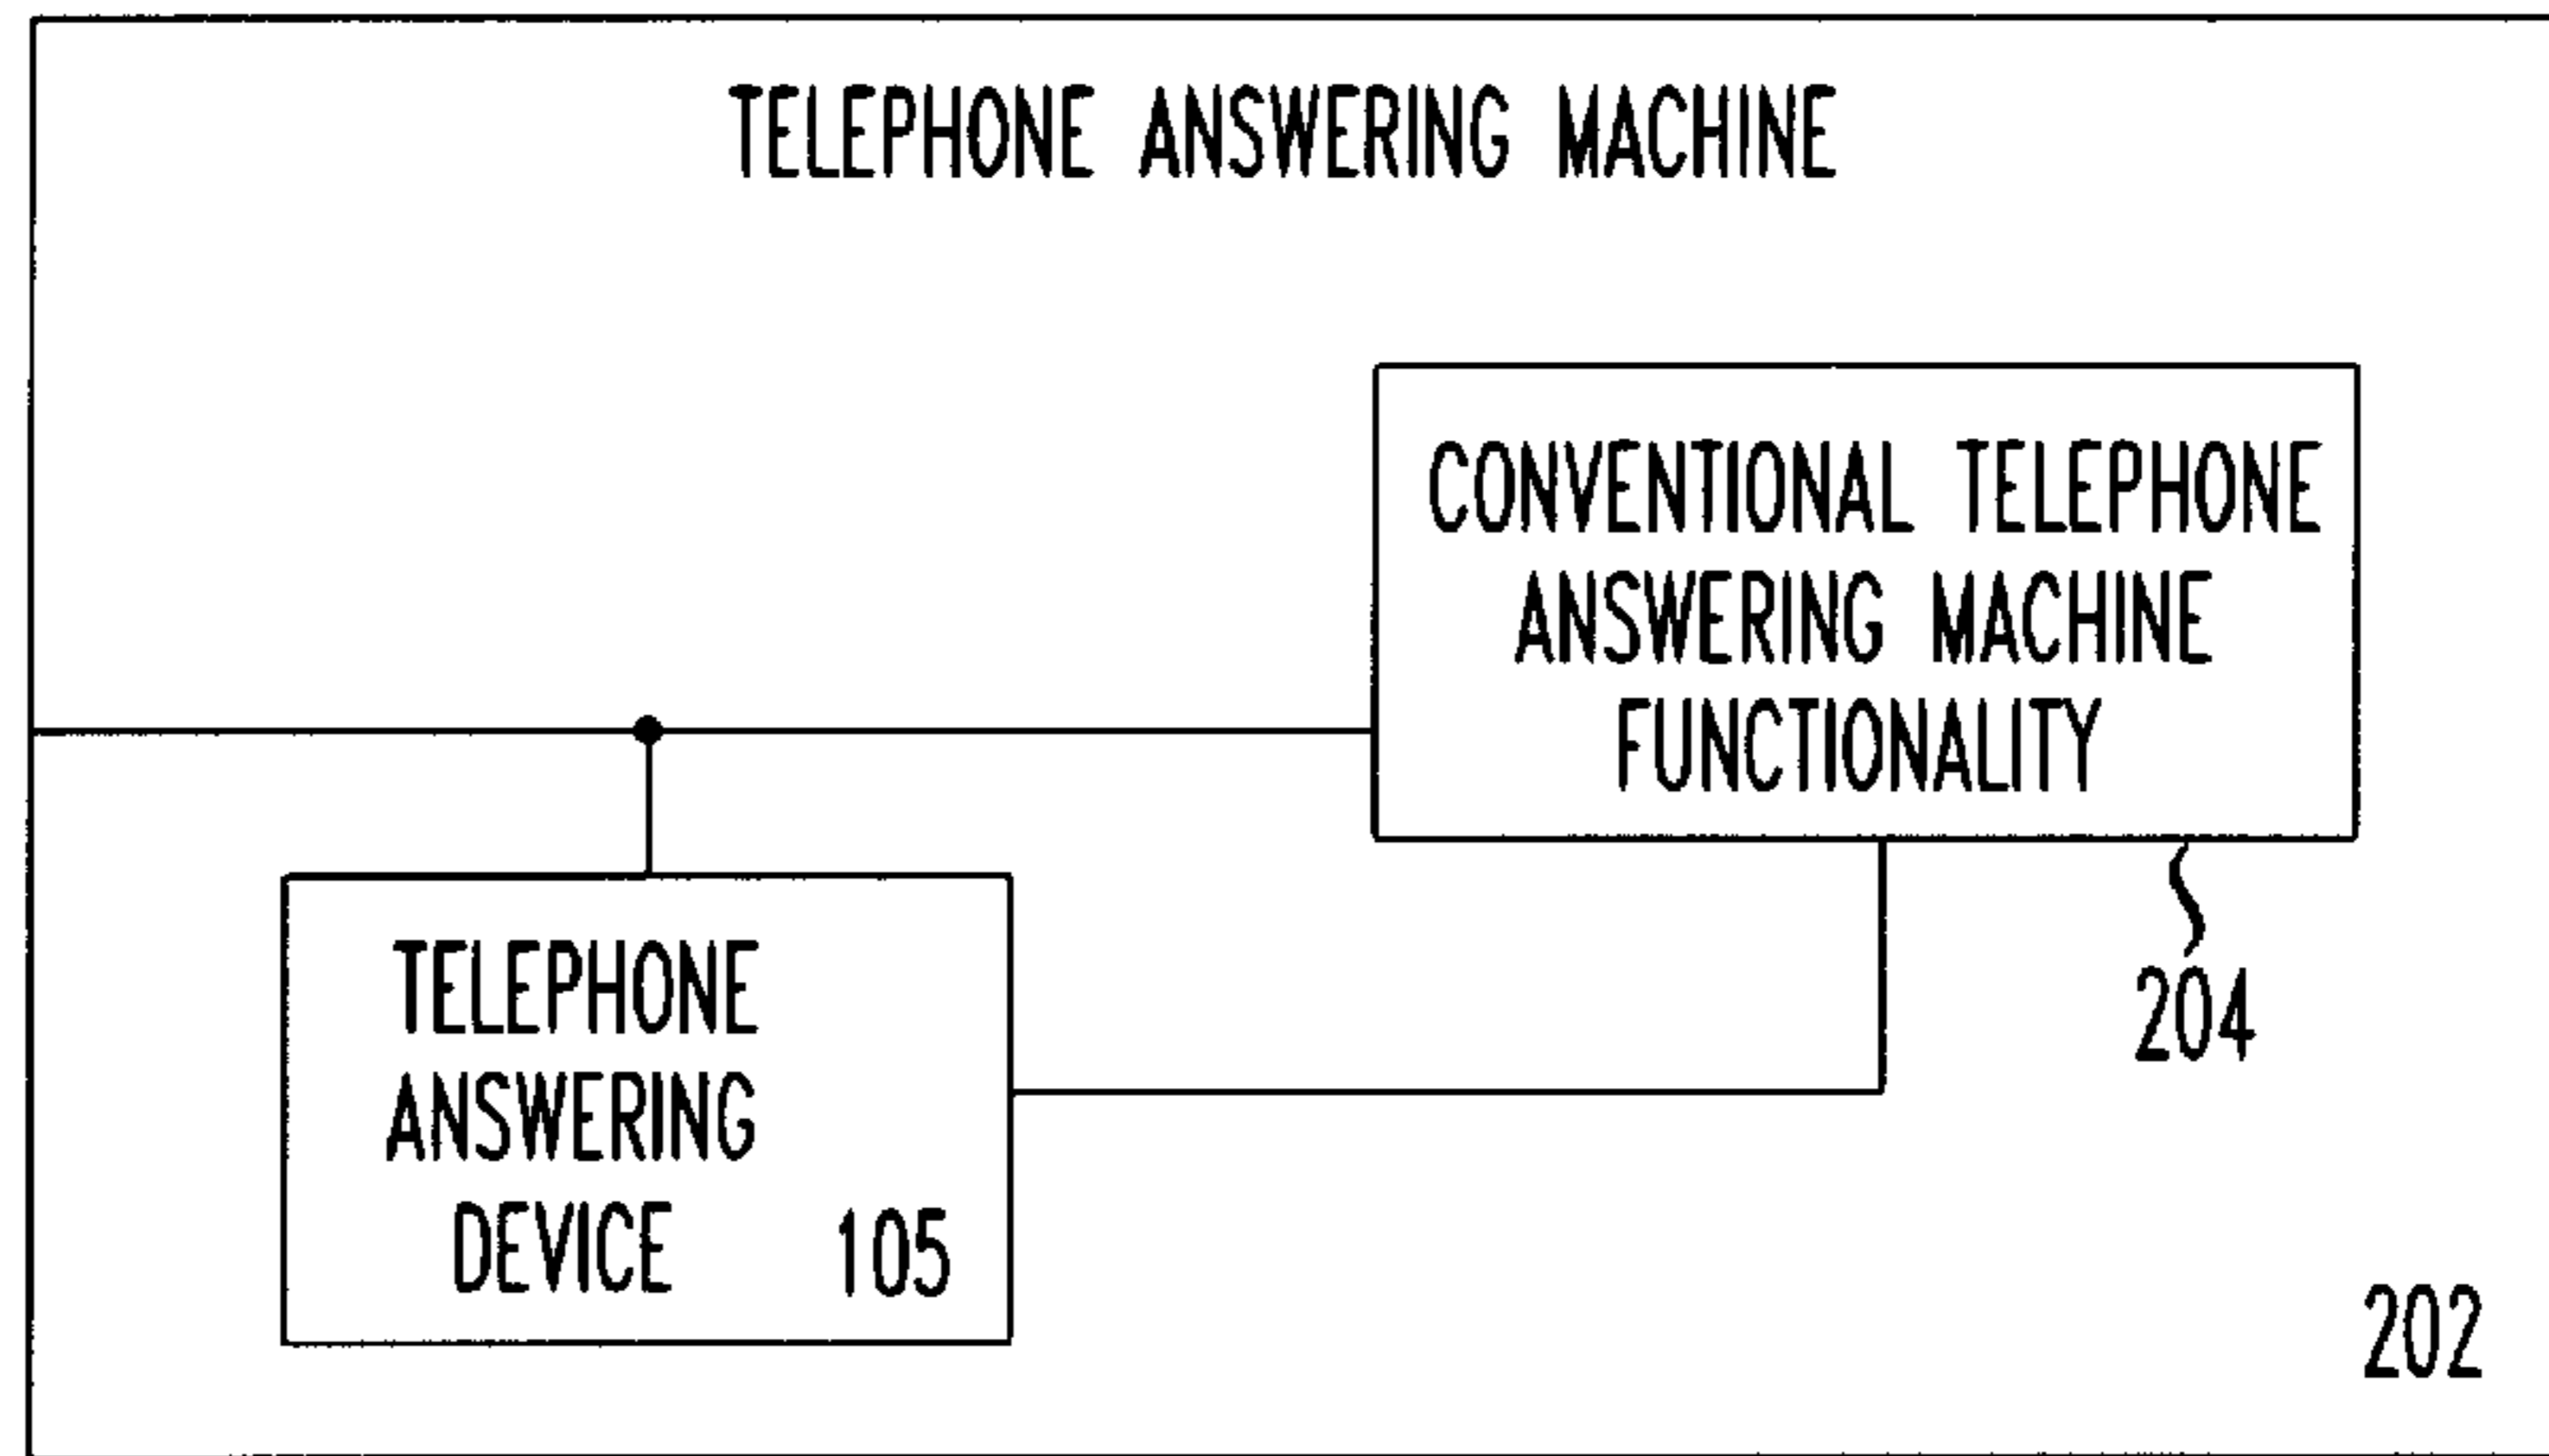 TELEPHONE ANSWERING MACHINE
CONVENTIONAL TELEPHONE
ANSWERING MACHINE
FUNCTIONALITY
204
TELEPHONE
ANSWERING
DEVICE 105
202